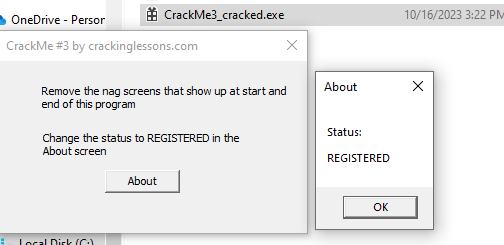 OneDrive - Person
CrackMe3_cracked.exe
10/16/2023 3:22 PM
CrackMe #3 by crackinglessons.com
Remove the nag screens that show up at start and
end of this program
Change the status to REGISTERED in the
About screen
About
About
Status:
REGISTERED
OK
Local Disk (C:)